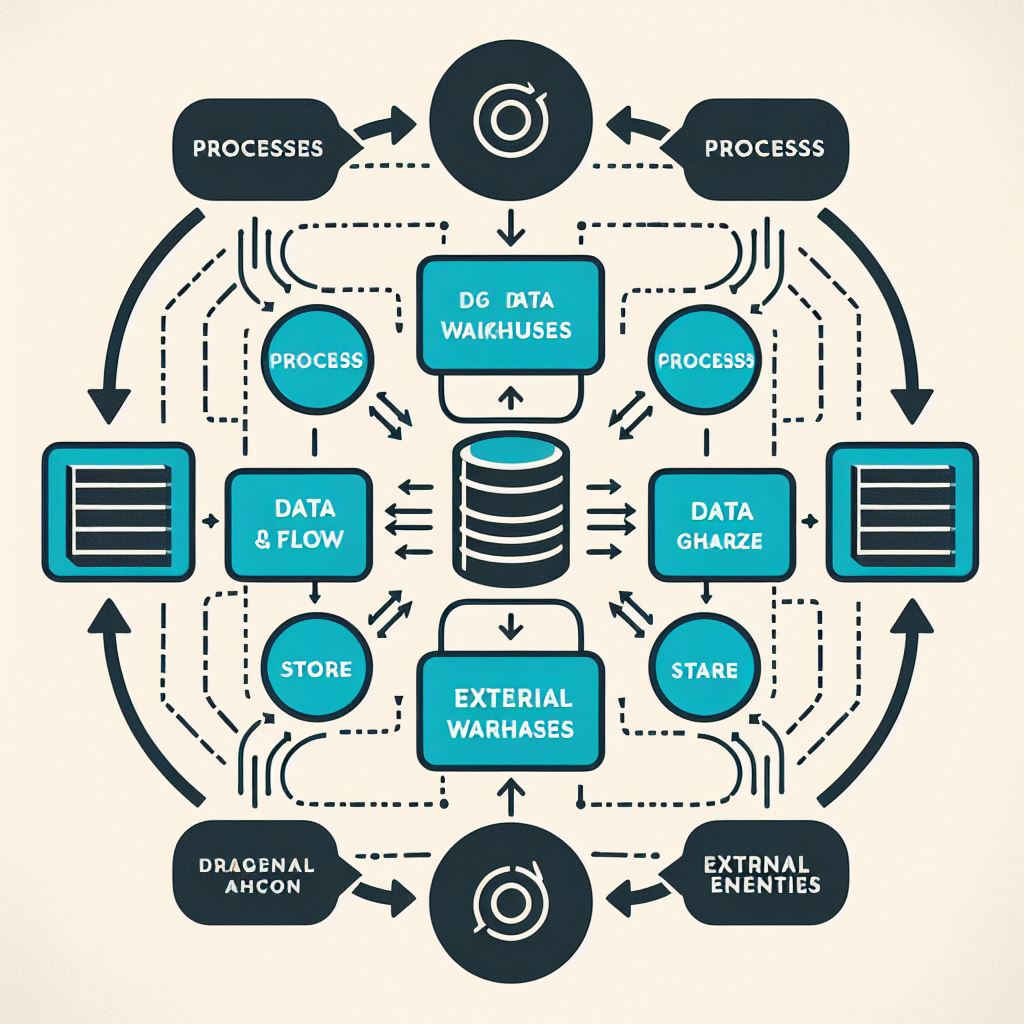 PROCESSES
PROCESSS
DG DATA
WAIKHUSES
PROCESS
PROCESSS
DATA
& FLOW
DATA
GHARZE
STORE
STARE
EXTERIAL
WARHASES
DRAGENAL
AHCON
EXTRNAL
ENENTIES